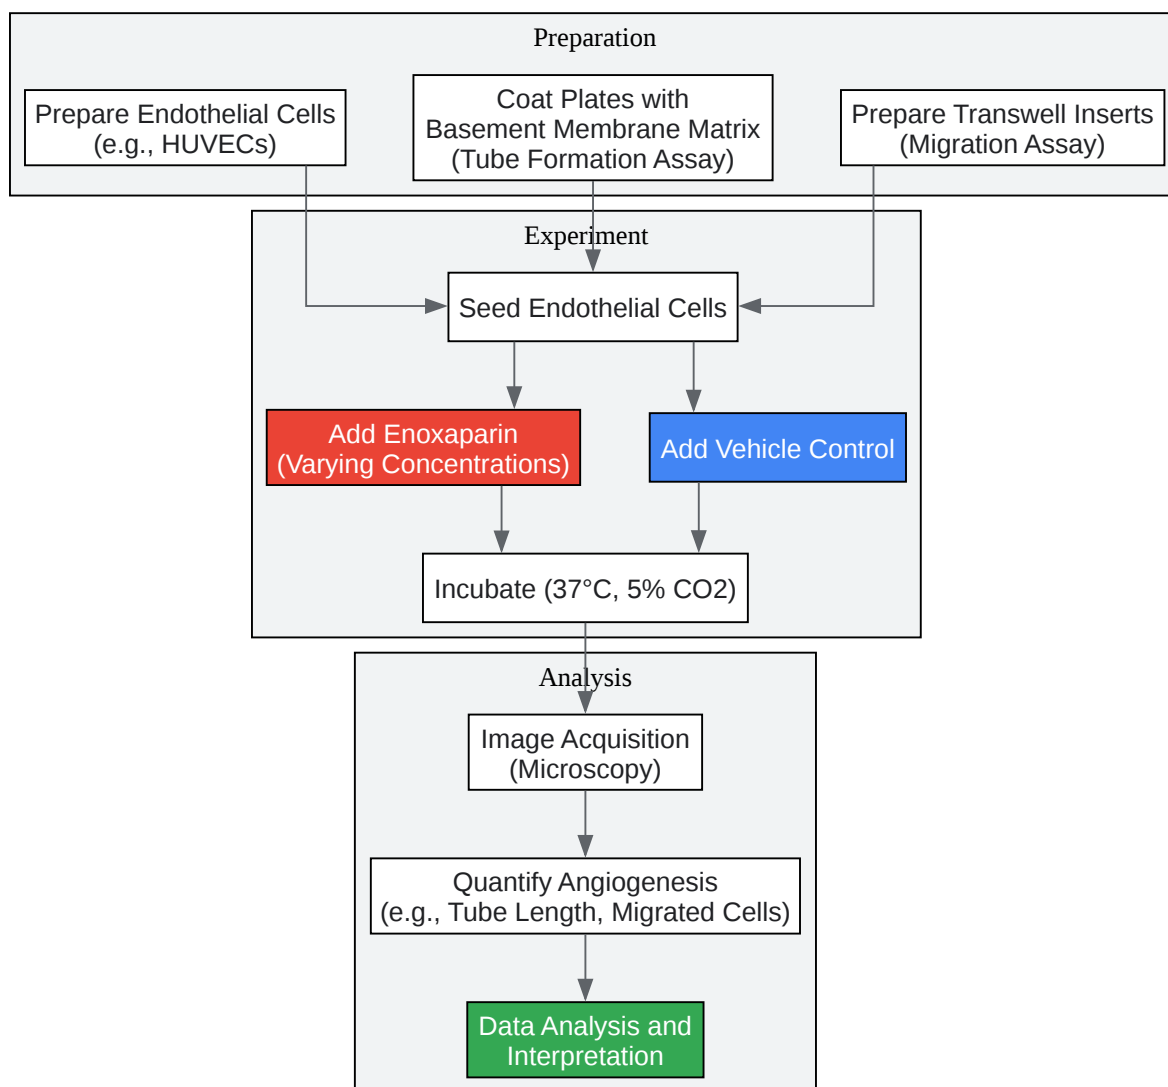 Preparation
Prepare Endothelial Cells
(e.g., HUVECs)
Coat Plates with
Basement Membrane Matrix
(Tube Formation Assay)
Prepare Transwell Inserts
(Migration Assay)
Experiment
Seed Endothelial Cells
Add Enoxaparin
(Varying Concentrations)
Add Vehicle Control
Incubate (37°C, 5% CO2)
Analysis
Image Acquisition
(Microscopy)
Quantify Angiogenesis
(e.g., Tube Length, Migrated Cells)
Data Analysis and
Interpretation